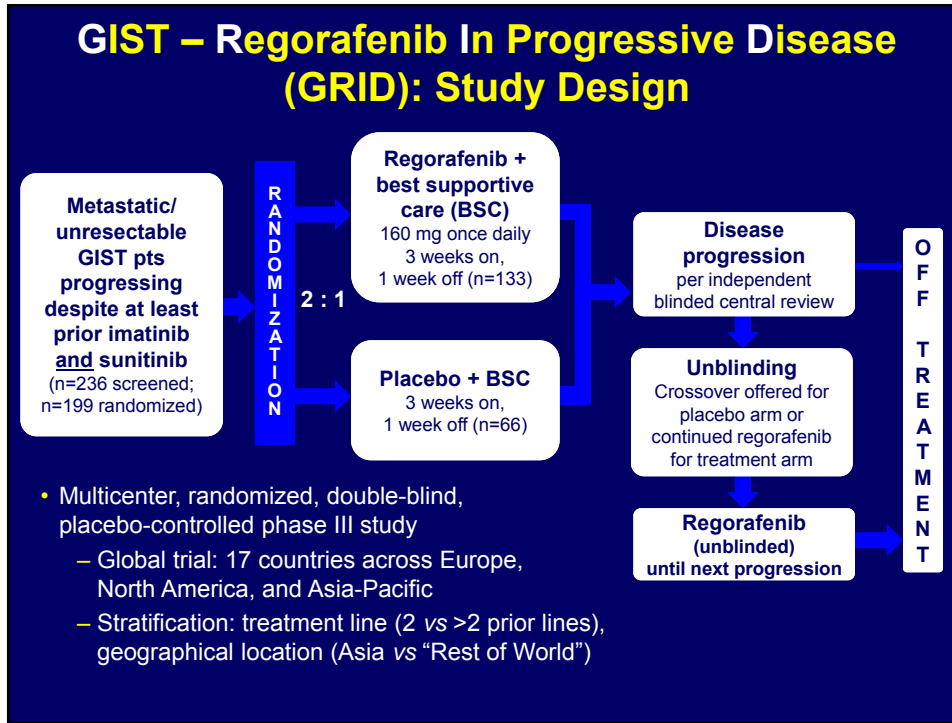 GIST – Regorafenib In Progressive Disease
(GRID): Study Design
Metastatic/
unresectable
GIST pts
progressing
despite at least
prior imatinib
and sunitinib
(n=236 screened;
n=199 randomized)
RANDOMIZATION
2 : 1
Regorafenib +
best supportive
care (BSC)
160 mg once daily
3 weeks on,
1 week off (n=133)
Placebo + BSC
3 weeks on,
1 week off (n=66)
Disease
progression
per independent
blinded central review
Unblinding
Crossover offered for
placebo arm or
continued regorafenib
for treatment arm
Regorafenib
(unblinded)
until next progression
OFF TREATMENT
• Multicenter, randomized, double-blind,
placebo-controlled phase III study
– Global trial: 17 countries across Europe,
North America, and Asia-Pacific
– Stratification: treatment line (2 vs >2 prior lines),
geographical location (Asia vs “Rest of World”)